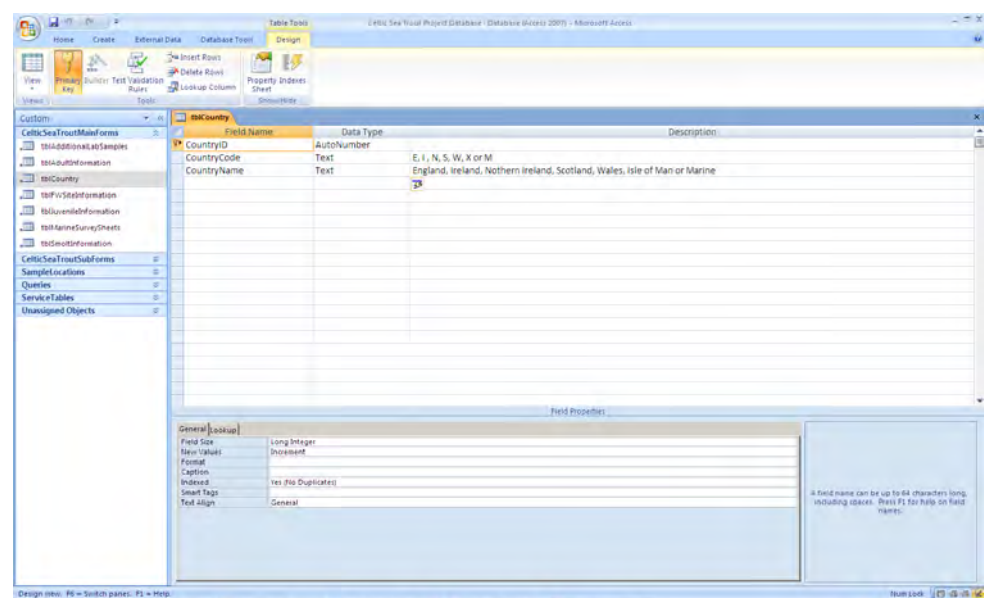 Table Tools
Celtic Sea Trout Project Database : Database (Access 2007) - Microsoft Access
Home Create External Data Database Tools Design
View
Primary Key
Builder
Test Validation Rules
Insert Rows
Delete Rows
Lookup Column
Property Sheet
Indexes
Views
Tools
Show/Hide
Custom
CelticSeaTroutMainForms
tblAdditionalLabSamples
tblAdultInformation
tblCountry
tblFWSiteInformation
tblJuvenileInformation
tblMarineSurveySheets
tblSmoltInformation
CelticSeaTroutSubForms
SampleLocations
Queries
ServiceTables
Unassigned Objects
tblCountry
Field Name Data Type Description
CountryID AutoNumber
CountryCode Text E, I , N, S, W, X or M
CountryName Text England, Ireland, Nothern Ireland, Scotland, Wales, Isle of Man or Marine
Field Properties
General Lookup
Field Size Long Integer
New Values Increment
Format
Caption
Indexed Yes (No Duplicates)
Smart Tags
Text Align General
A field name can be up to 64 characters long,
including spaces. Press F1 for help on field
names.
Design view. F6 = Switch panes. F1 = Help.
Num Lock